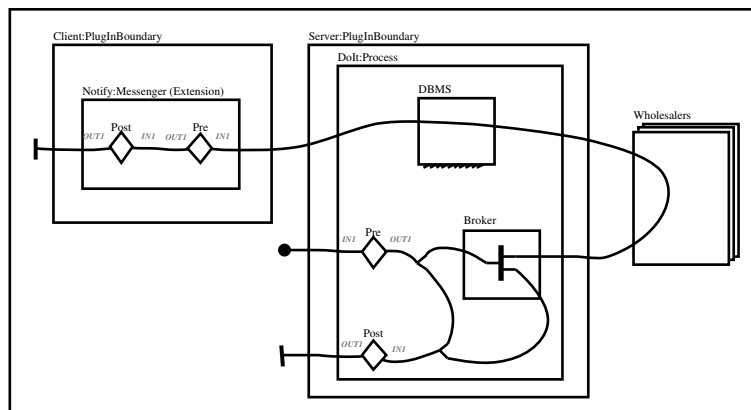 Client:PlugInBoundary
Server:PlugInBoundary
DoIt:Process
Notify:Messenger (Extension)
DBMS
Wholesalers
Post
Pre
OUT1
IN1
OUT1
IN1
Broker
Pre
IN1
OUT1
Post
OUT1
IN1